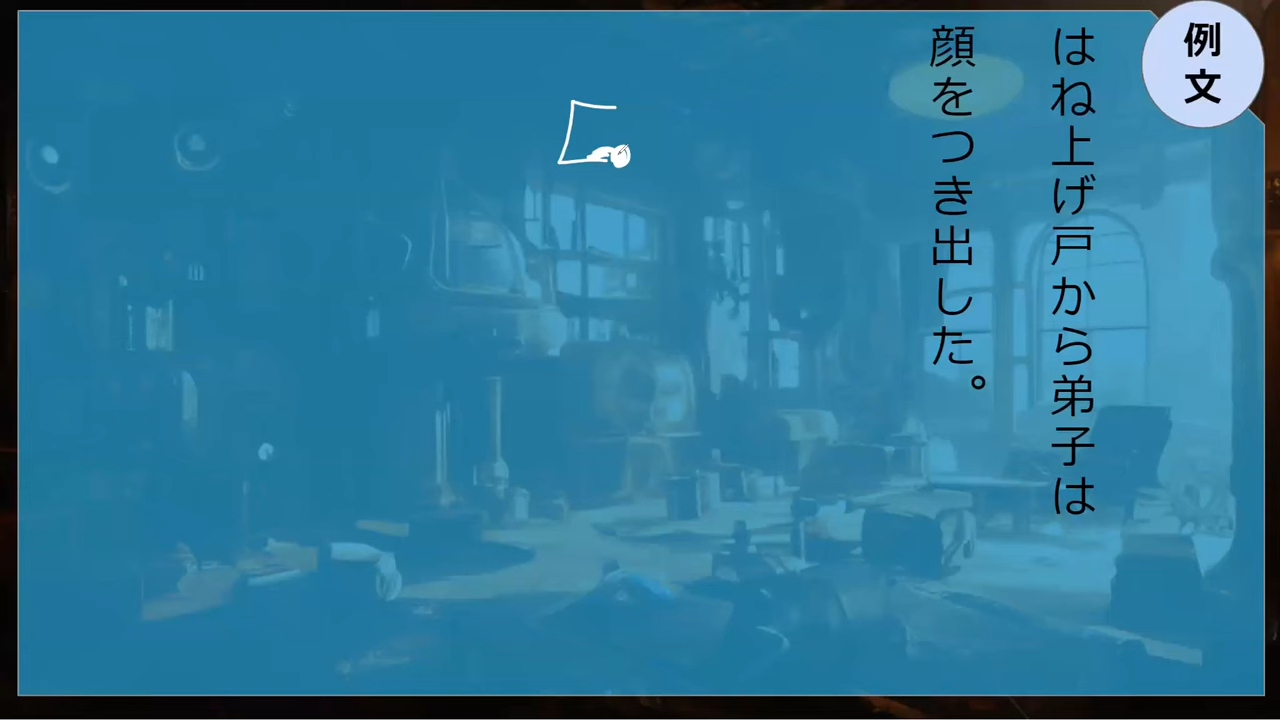 例文
はね上げ戸から弟子は
顔をつき出した。